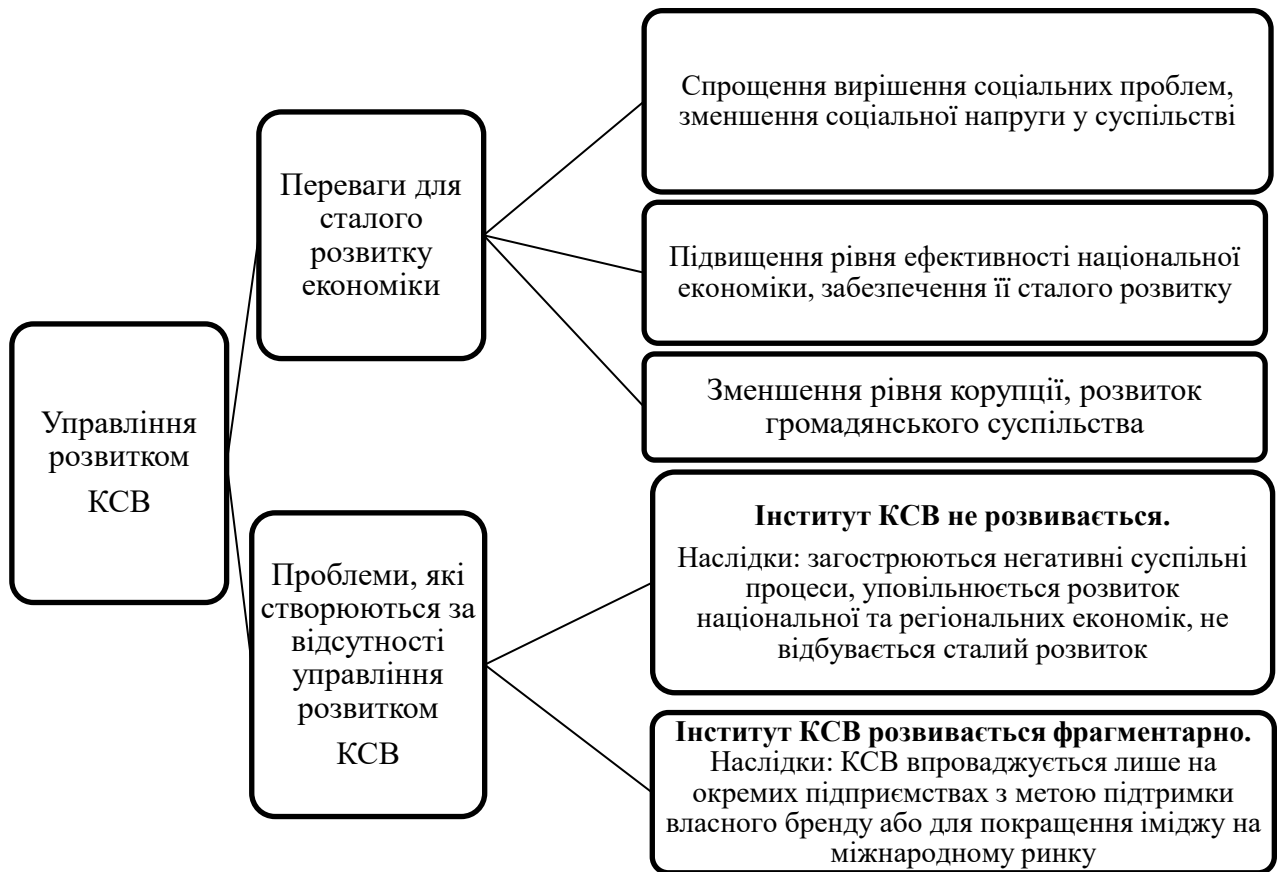 Управління
розвитком
КСВ
Переваги для
сталого
розвитку
економіки
Спрощення вирішення соціальних проблем,
зменшення соціальної напруги у суспільстві
Підвищення рівня ефективності національної
економіки, забезпечення її сталого розвитку
Зменшення рівня корупції, розвиток
громадянського суспільства
Проблеми, які
створюються за
відсутності
управління
розвитком
КСВ
Інститут КСВ не розвивається.
Наслідки: загострюються негативні суспільні
процеси, уповільнюється розвиток
національної та регіональних економік, не
відбувається сталий розвиток
Інститут КСВ розвивається фрагментарно.
Наслідки: КСВ впроваджується лише на
окремих підприємствах з метою підтримки
власного бренду або для покращення іміджу на
міжнародному ринку